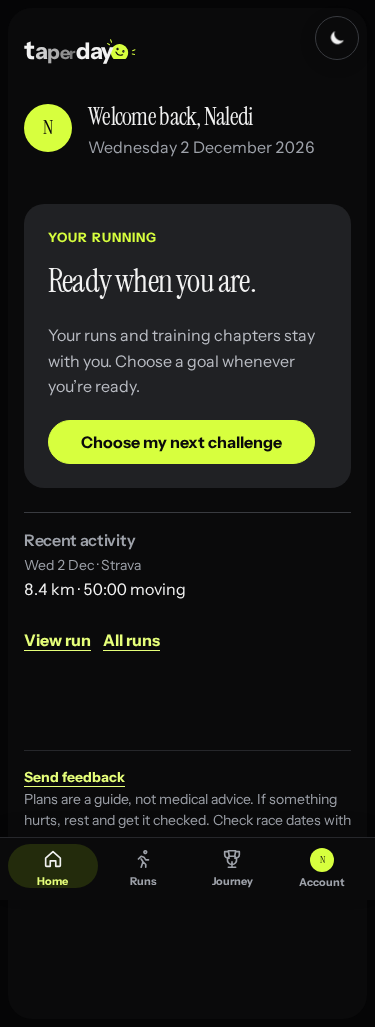 taperday
N
Welcome back, Naledi
Wednesday 2 December 2026
YOUR RUNNING
Ready when you are.
Your runs and training chapters stay
with you. Choose a goal whenever
you’re ready.
Choose my next challenge
Recent activity
Wed 2 Dec · Strava
8.4 km · 50:00 moving
View run All runs
Send feedback
Plans are a guide, not medical advice. If something
hurts, rest and get it checked. Check race dates with
N
Home Runs Journey Account